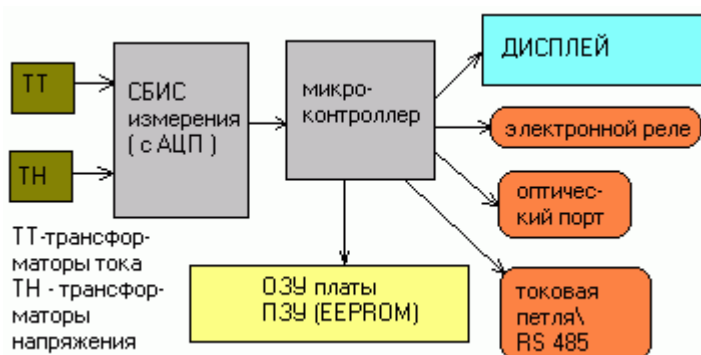 ТТ
ТН
СБИС
измерения
( с АЦП )
микро-
контроллер
ДИСПЛЕЙ
электронной реле
оптичес-
кий порт
токовая
петля\
RS 485
ОЗУ платы
ПЗУ (EEPROM)
ТТ-трансфор-
маторы тока
ТН - трансфор-
маторы
напряжения